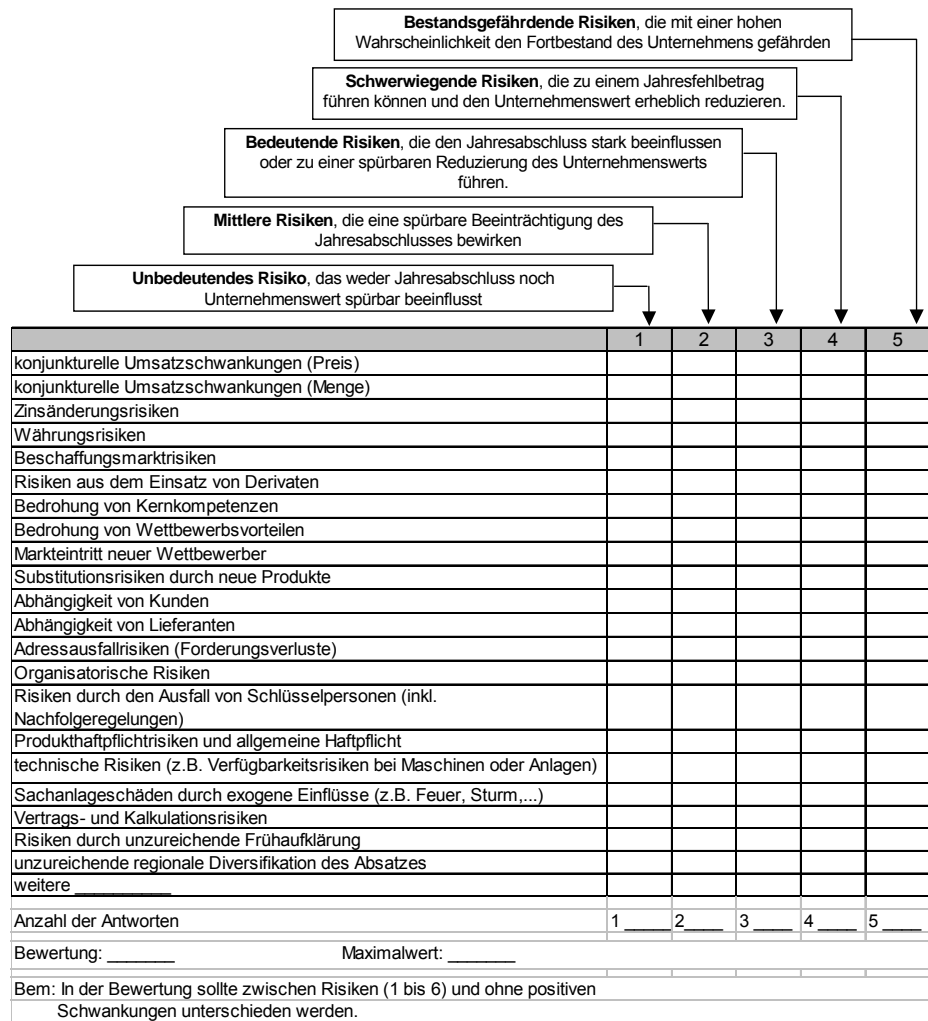 Bestandsgefährdende Risiken, die mit einer hohen
Wahrscheinlichkeit den Fortbestand des Unternehmens gefährden
Schwerwiegende Risiken, die zu einem Jahresfehlbetrag
führen können und den Unternehmenswert erheblich reduzieren.
Bedeutende Risiken, die den Jahresabschluss stark beeinflussen
oder zu einer spürbaren Reduzierung des Unternehmenswerts
führen.
Mittlere Risiken, die eine spürbare Beeinträchtigung des
Jahresabschlusses bewirken
Unbedeutendes Risiko, das weder Jahresabschluss noch
Unternehmenswert spürbar beeinflusst
1 2 3 4 5
konjunkturelle Umsatzschwankungen (Preis)
konjunkturelle Umsatzschwankungen (Menge)
Zinsänderungsrisiken
Währungsrisiken
Beschaffungsmarktrisiken
Risiken aus dem Einsatz von Derivaten
Bedrohung von Kernkompetenzen
Bedrohung von Wettbewerbsvorteilen
Markteintritt neuer Wettbewerber
Substitutionsrisiken durch neue Produkte
Abhängigkeit von Kunden
Abhängigkeit von Lieferanten
Adressausfallrisiken (Forderungsverluste)
Organisatorische Risiken
Risiken durch den Ausfall von Schlüsselpersonen (inkl.
Nachfolgeregelungen)
Produkthaftpflichtrisiken und allgemeine Haftpflicht
technische Risiken (z.B. Verfügbarkeitsrisiken bei Maschinen oder Anlagen)
Sachanlageschäden durch exogene Einflüsse (z.B. Feuer, Sturm,...)
Vertrags- und Kalkulationsrisiken
Risiken durch unzureichende Frühaufklärung
unzureichende regionale Diversifikation des Absatzes
weitere __________
Anzahl der Antworten 1 _____ 2 ____ 3 ____ 4 ____ 5 ____
Bewertung: _______ Maximalwert: _______
Bem: In der Bewertung sollte zwischen Risiken (1 bis 6) und ohne positiven
Schwankungen unterschieden werden.